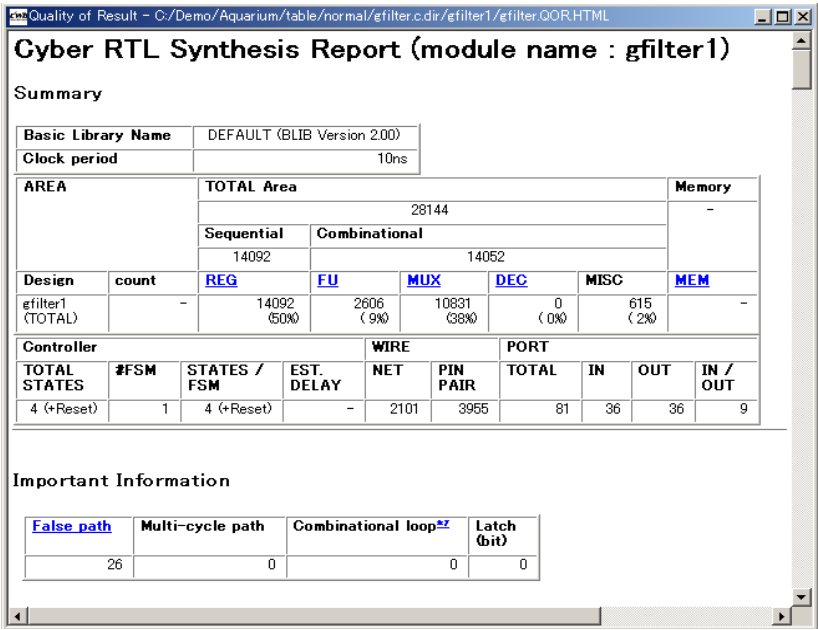 Quality of Result - C:/Demo/Aquarium/table/normal/gfilter.c.dir/gfilter1/gfilter.QOR.HTML
Cyber RTL Synthesis Report (module name : gfilter1)
Summary
Basic Library Name DEFAULT (BLIB Version 2.00)
Clock period 10ns
AREA TOTAL Area Memory
28144 -
Sequential Combinational
14092 14052
Design count REG FU MUX DEC MISC MEM
gfilter1 - 14092 2606 10831 0 615 -
(TOTAL) (50%) ( 9%) (38%) ( 0%) ( 2%)
Controller WIRE PORT
TOTAL #FSM STATES / EST. NET PIN TOTAL IN OUT IN /
STATES FSM DELAY PAIR OUT
4 (+Reset) 1 4 (+Reset) - 2101 3955 81 36 36 9
Important Information
False path Multi-cycle path Combinational loop Latch
(bit)
26 0 0 0